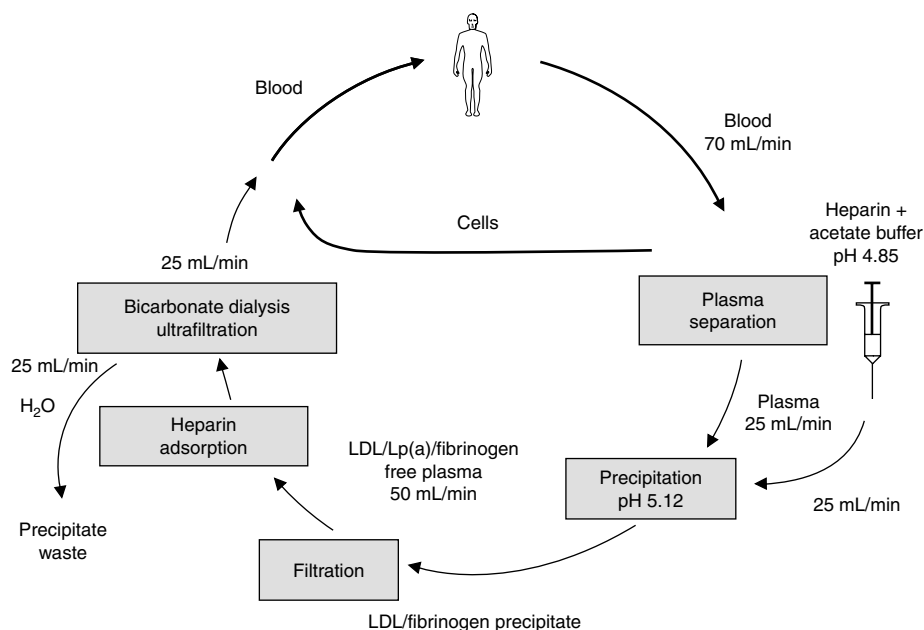 Blood
Blood
70 mL/min
Cells
Heparin +
acetate buffer
pH 4.85
25 mL/min
Bicarbonate dialysis
ultrafiltration
Plasma
separation
25 mL/min
H₂O
Heparin
adsorption
Plasma
25 mL/min
LDL/Lp(a)/fibrinogen
free plasma
50 mL/min
Precipitation
pH 5.12
25 mL/min
Precipitate
waste
Filtration
LDL/fibrinogen precipitate